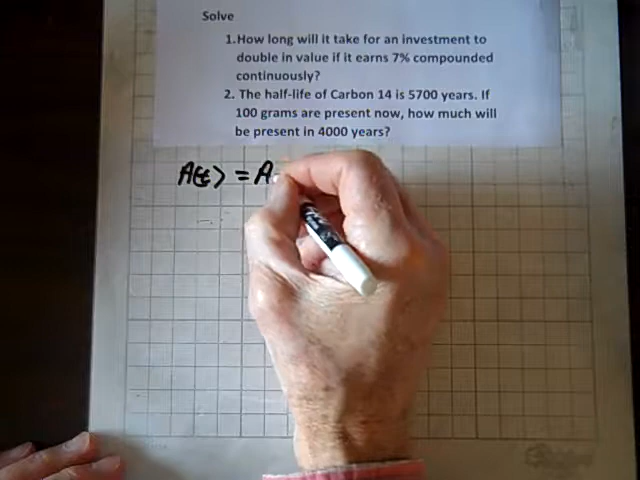 Solve
1.How long will it take for an investment to
double in value if it earns 7% compounded
continuously?
2. The half-life of Carbon 14 is 5700 years. If
100 grams are present now, how much will
be present in 4000 years?
A(t) = A